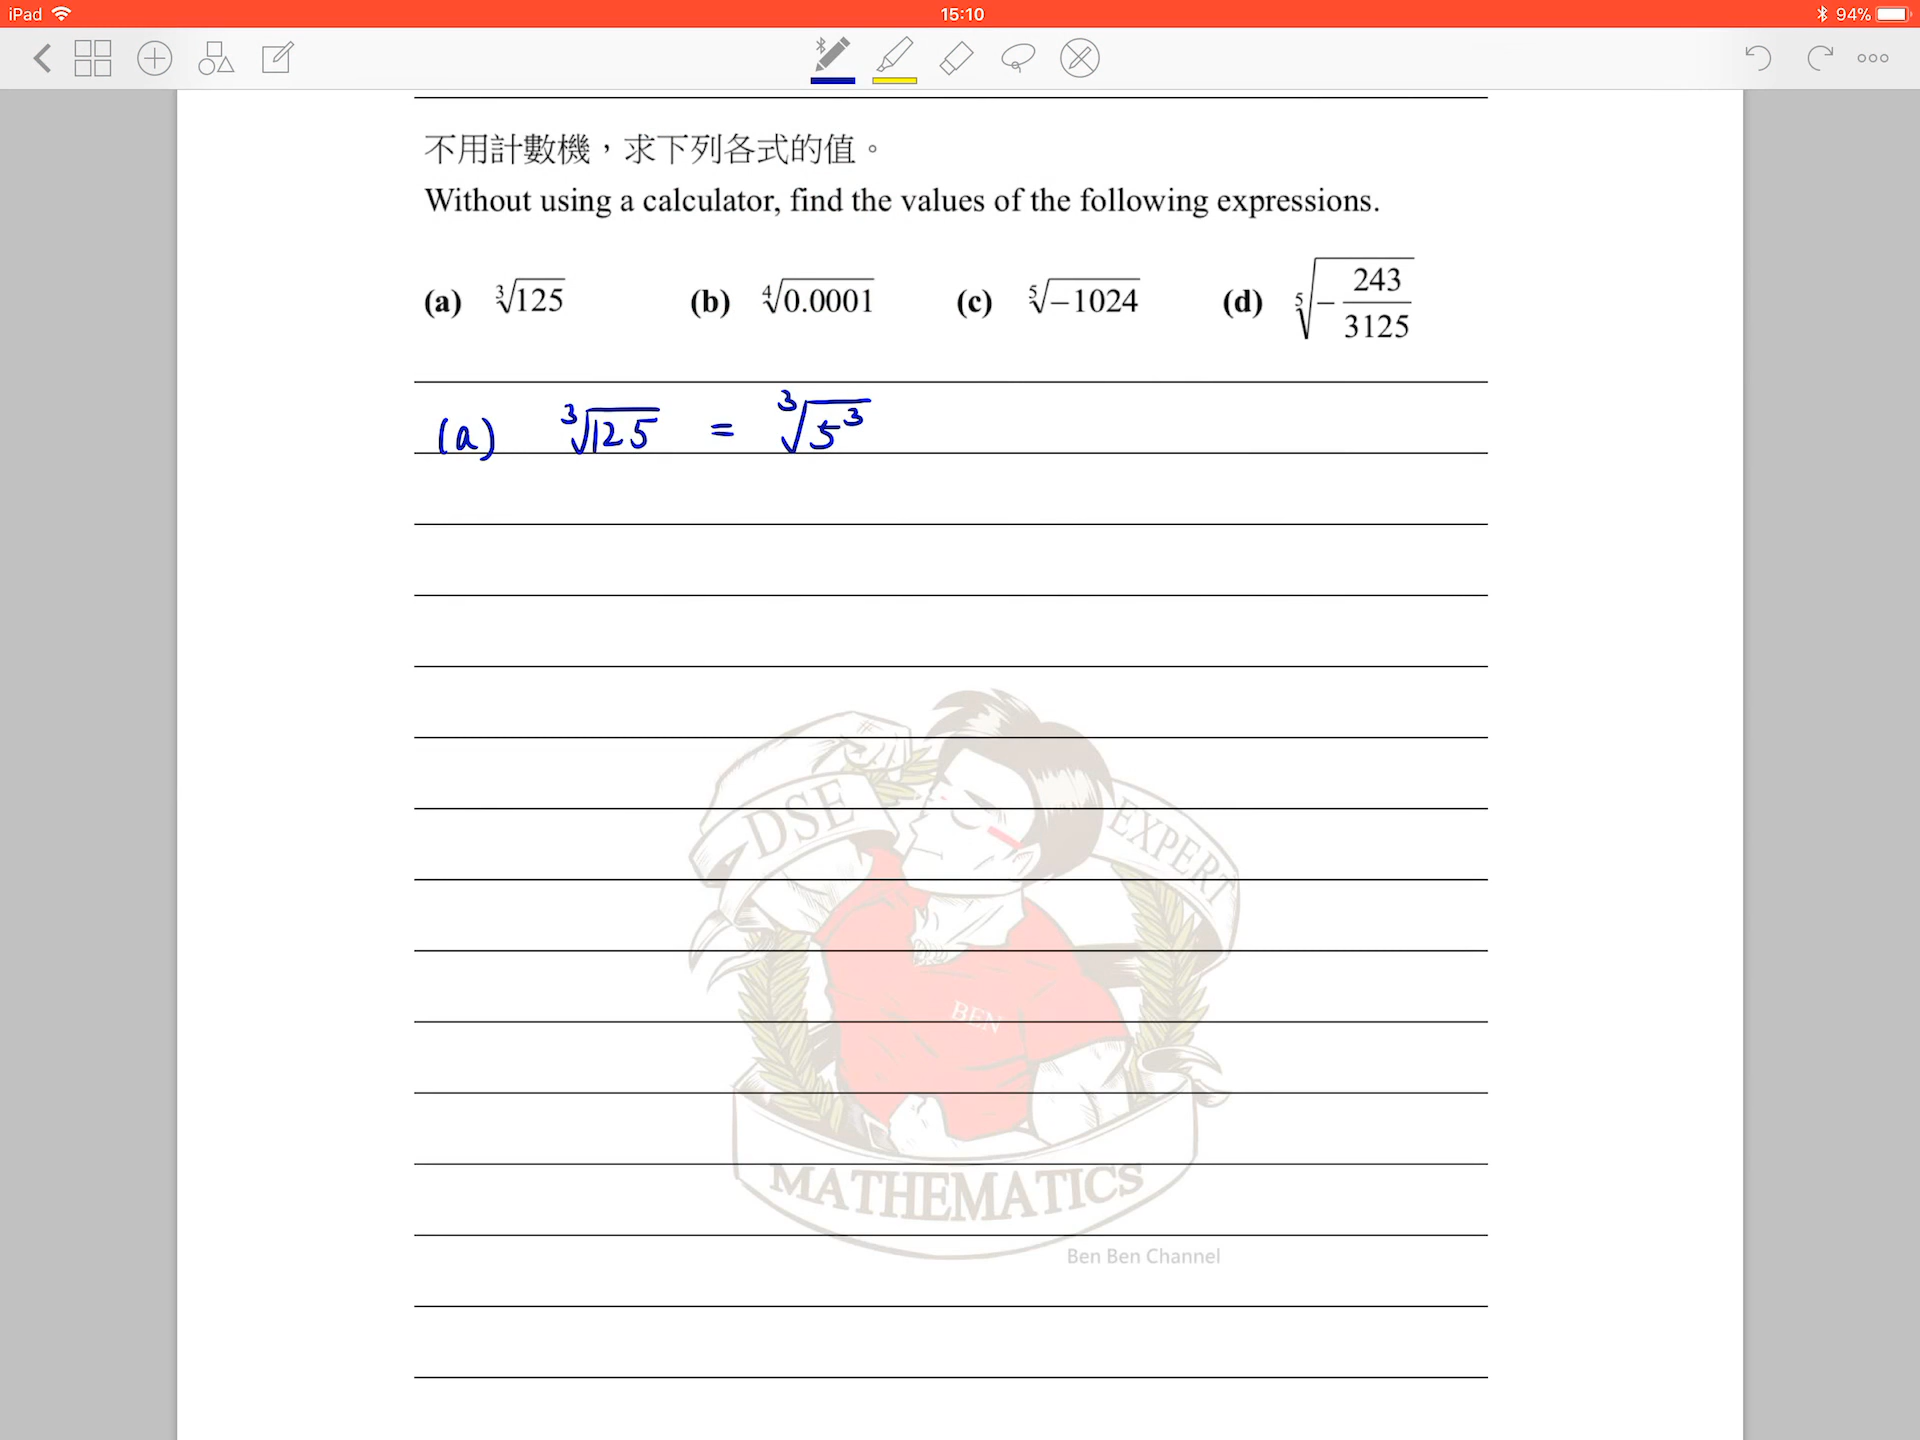 iPad 15:10 94%
不用計數機，求下列各式的值。
Without using a calculator, find the values of the following expressions.
(a) ∛125 (b) ∜0.0001 (c) ⁵√−1024 (d) ⁵√−243/3125
(a) ∛125 = ∛5³
DSE EXPERT
BEN
MATHEMATICS
Ben Ben Channel